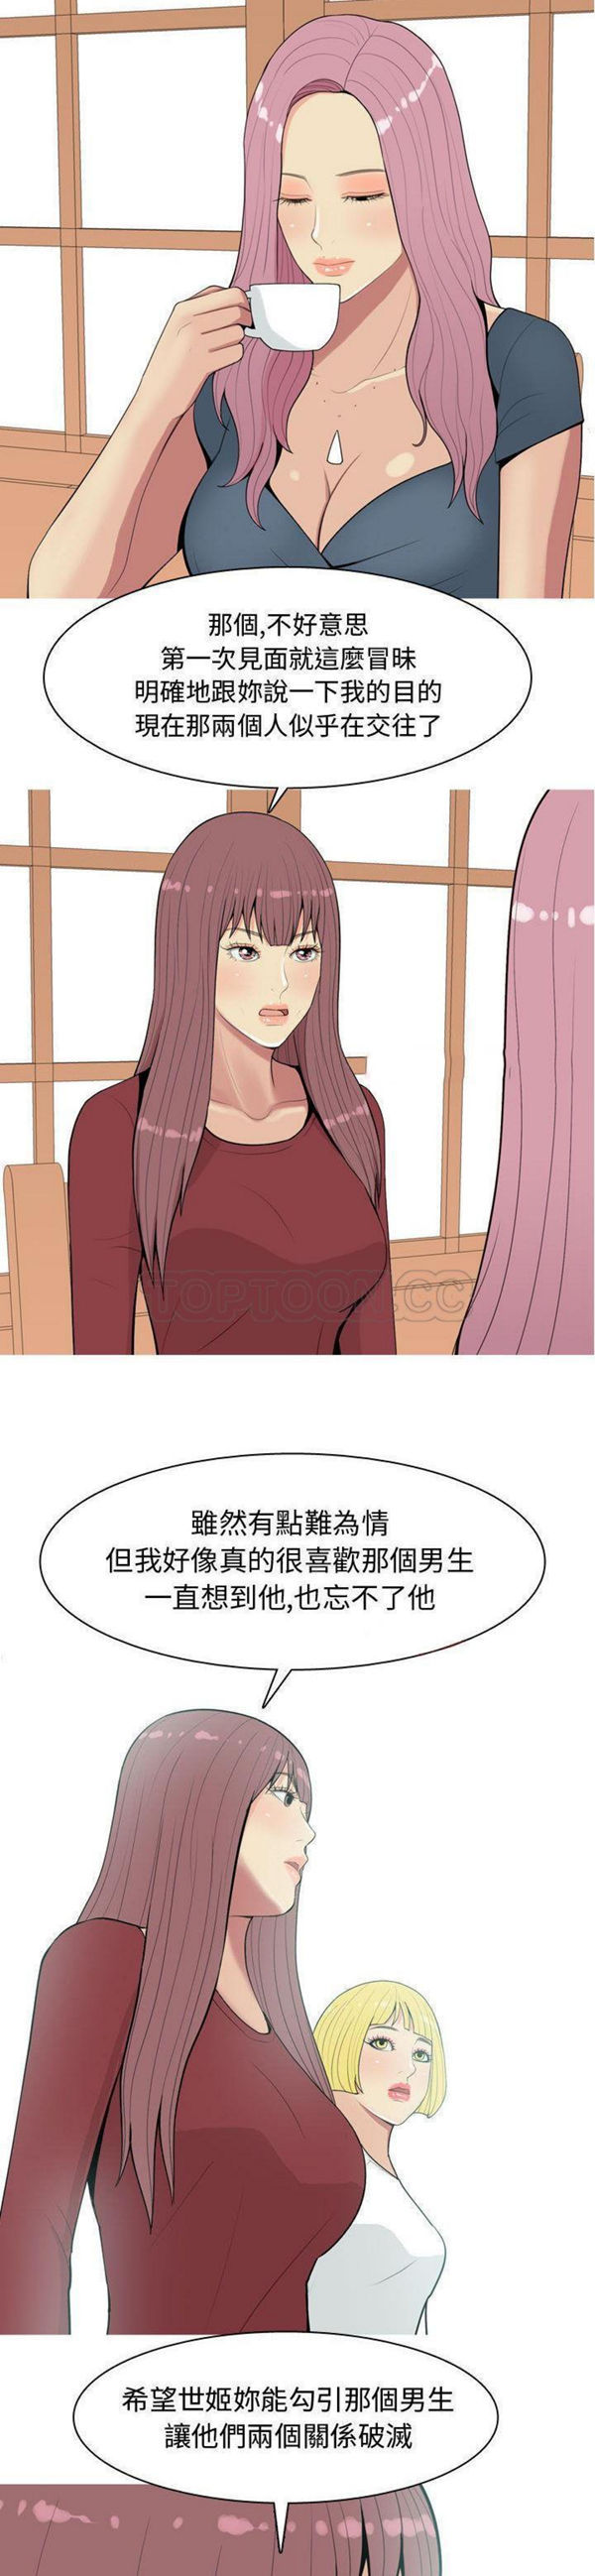 那個,不好意思
第一次見面就這麼冒昧
明確地跟妳說一下我的目的
現在那兩個人似乎在交往了
TOPTOON.CC
雖然有點難為情
但我好像真的很喜歡那個男生
一直想到他,也忘不了他
希望世姬妳能勾引那個男生
讓他們兩個關係破滅